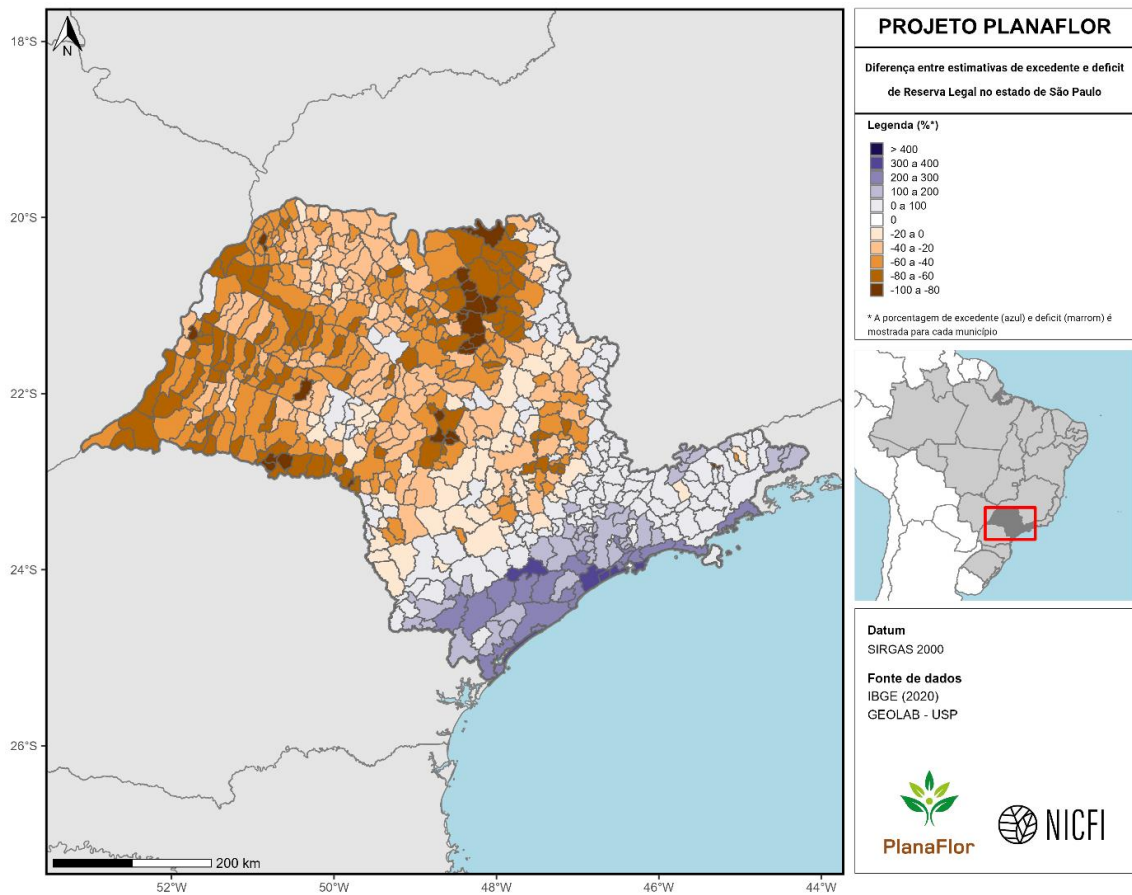 PROJETO PLANAFLOR
Diferença entre estimativas de excedente e deficit
de Reserva Legal no estado de São Paulo
Legenda (%*)
> 400
300 a 400
200 a 300
100 a 200
0 a 100
0
-20 a 0
-40 a -20
-60 a -40
-80 a -60
-100 a -80
* A porcentagem de excedente (azul) e deficit (marrom) é
mostrada para cada município
N
18°S
20°S
22°S
24°S
26°S
200 km
52°W
50°W
48°W
46°W
44°W
Datum
SIRGAS 2000
Fonte de dados
IBGE (2020)
GEOLAB - USP
PlanaFlor
NICFI